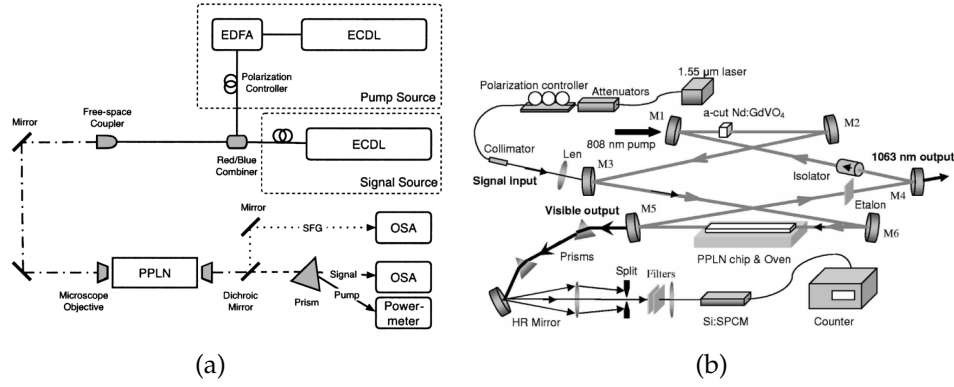 EDFA
ECDL
Polarization
Controller
Pump Source
Free-space
Coupler
Mirror
Red/Blue
Combiner
ECDL
Signal Source
Mirror
SFG
OSA
PPLN
Signal
OSA
Pump
Power-
meter
Microscope
Objective
Dichroic
Mirror
Prism
(a)
1.55 µm laser
Polarization controller
Attenuators
a-cut Nd:GdVO₄
M1
M2
808 nm pump
Collimator
Len
M3
Isolator
1063 nm output
Signal input
M4
Etalon
Visible output
M5
M6
Prisms
PPLN chip & Oven
Split
Filters
HR Mirror
Si:SPCM
Counter
(b)